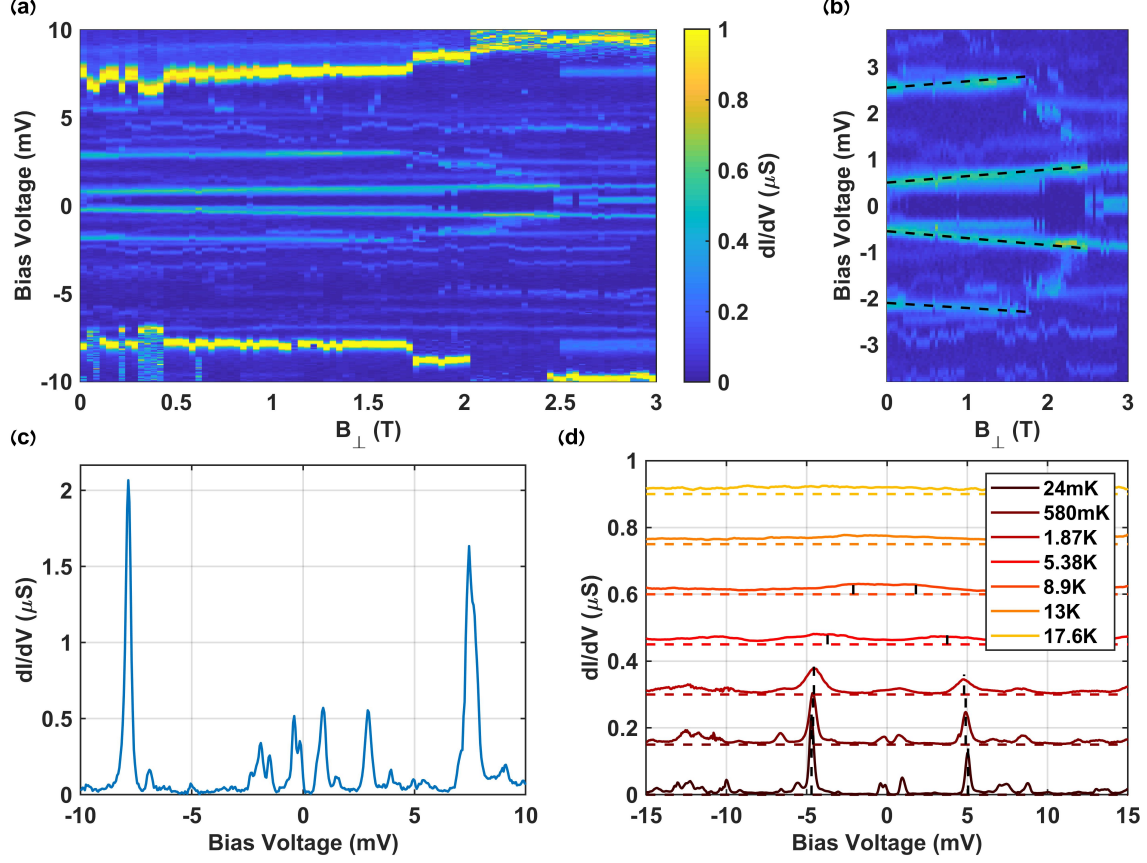 (a)
10
5
0
-5
-10
Bias Voltage (mV)
0
0.5
1
1.5
2
2.5
3
B⊥ (T)
1
0.8
0.6
0.4
0.2
0
dI/dV (μS)
(b)
3
2
1
0
-1
-2
-3
Bias Voltage (mV)
0
1
2
3
B⊥ (T)
(c)
2
1.5
1
0.5
0
dI/dV (μS)
-10
-5
0
5
10
Bias Voltage (mV)
(d)
1
0.8
0.6
0.4
0.2
0
dI/dV (μS)
-15
-10
-5
0
5
10
15
Bias Voltage (mV)
24mK
580mK
1.87K
5.38K
8.9K
13K
17.6K